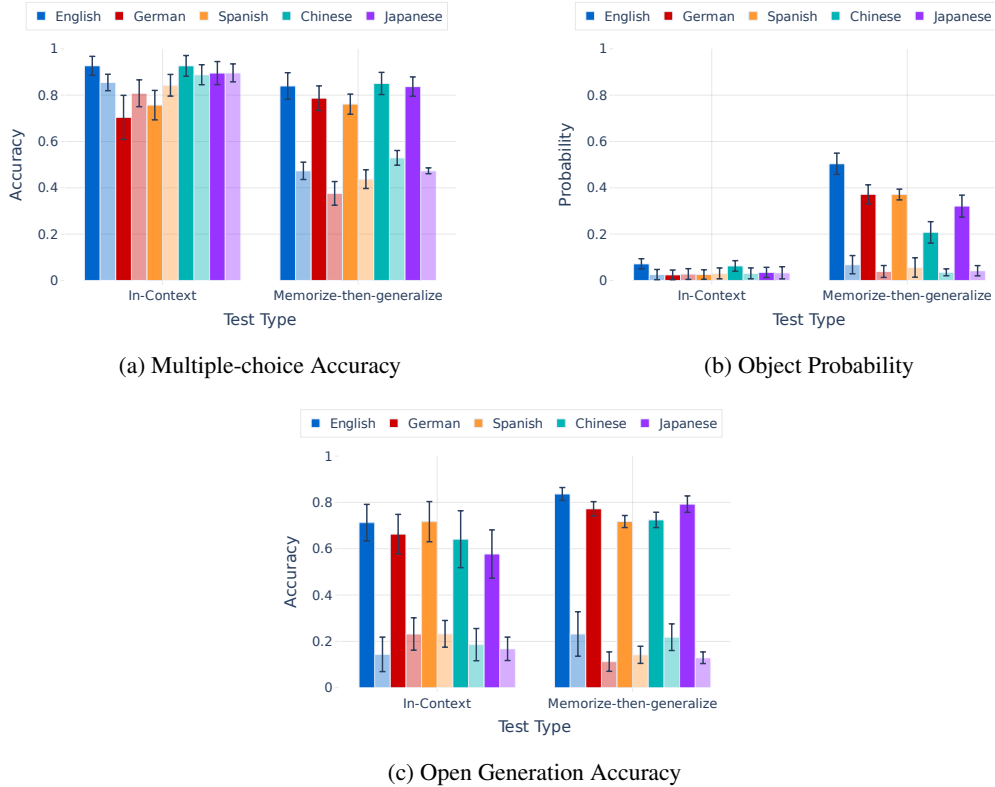 English German Spanish Chinese Japanese
1
0.8
0.6
0.4
0.2
0
Accuracy
In-Context Memorize-then-generalize
Test Type
(a) Multiple-choice Accuracy
English German Spanish Chinese Japanese
1
0.8
0.6
0.4
0.2
0
Probability
In-Context Memorize-then-generalize
Test Type
(b) Object Probability
English German Spanish Chinese Japanese
1
0.8
0.6
0.4
0.2
0
Accuracy
In-Context Memorize-then-generalize
Test Type
(c) Open Generation Accuracy